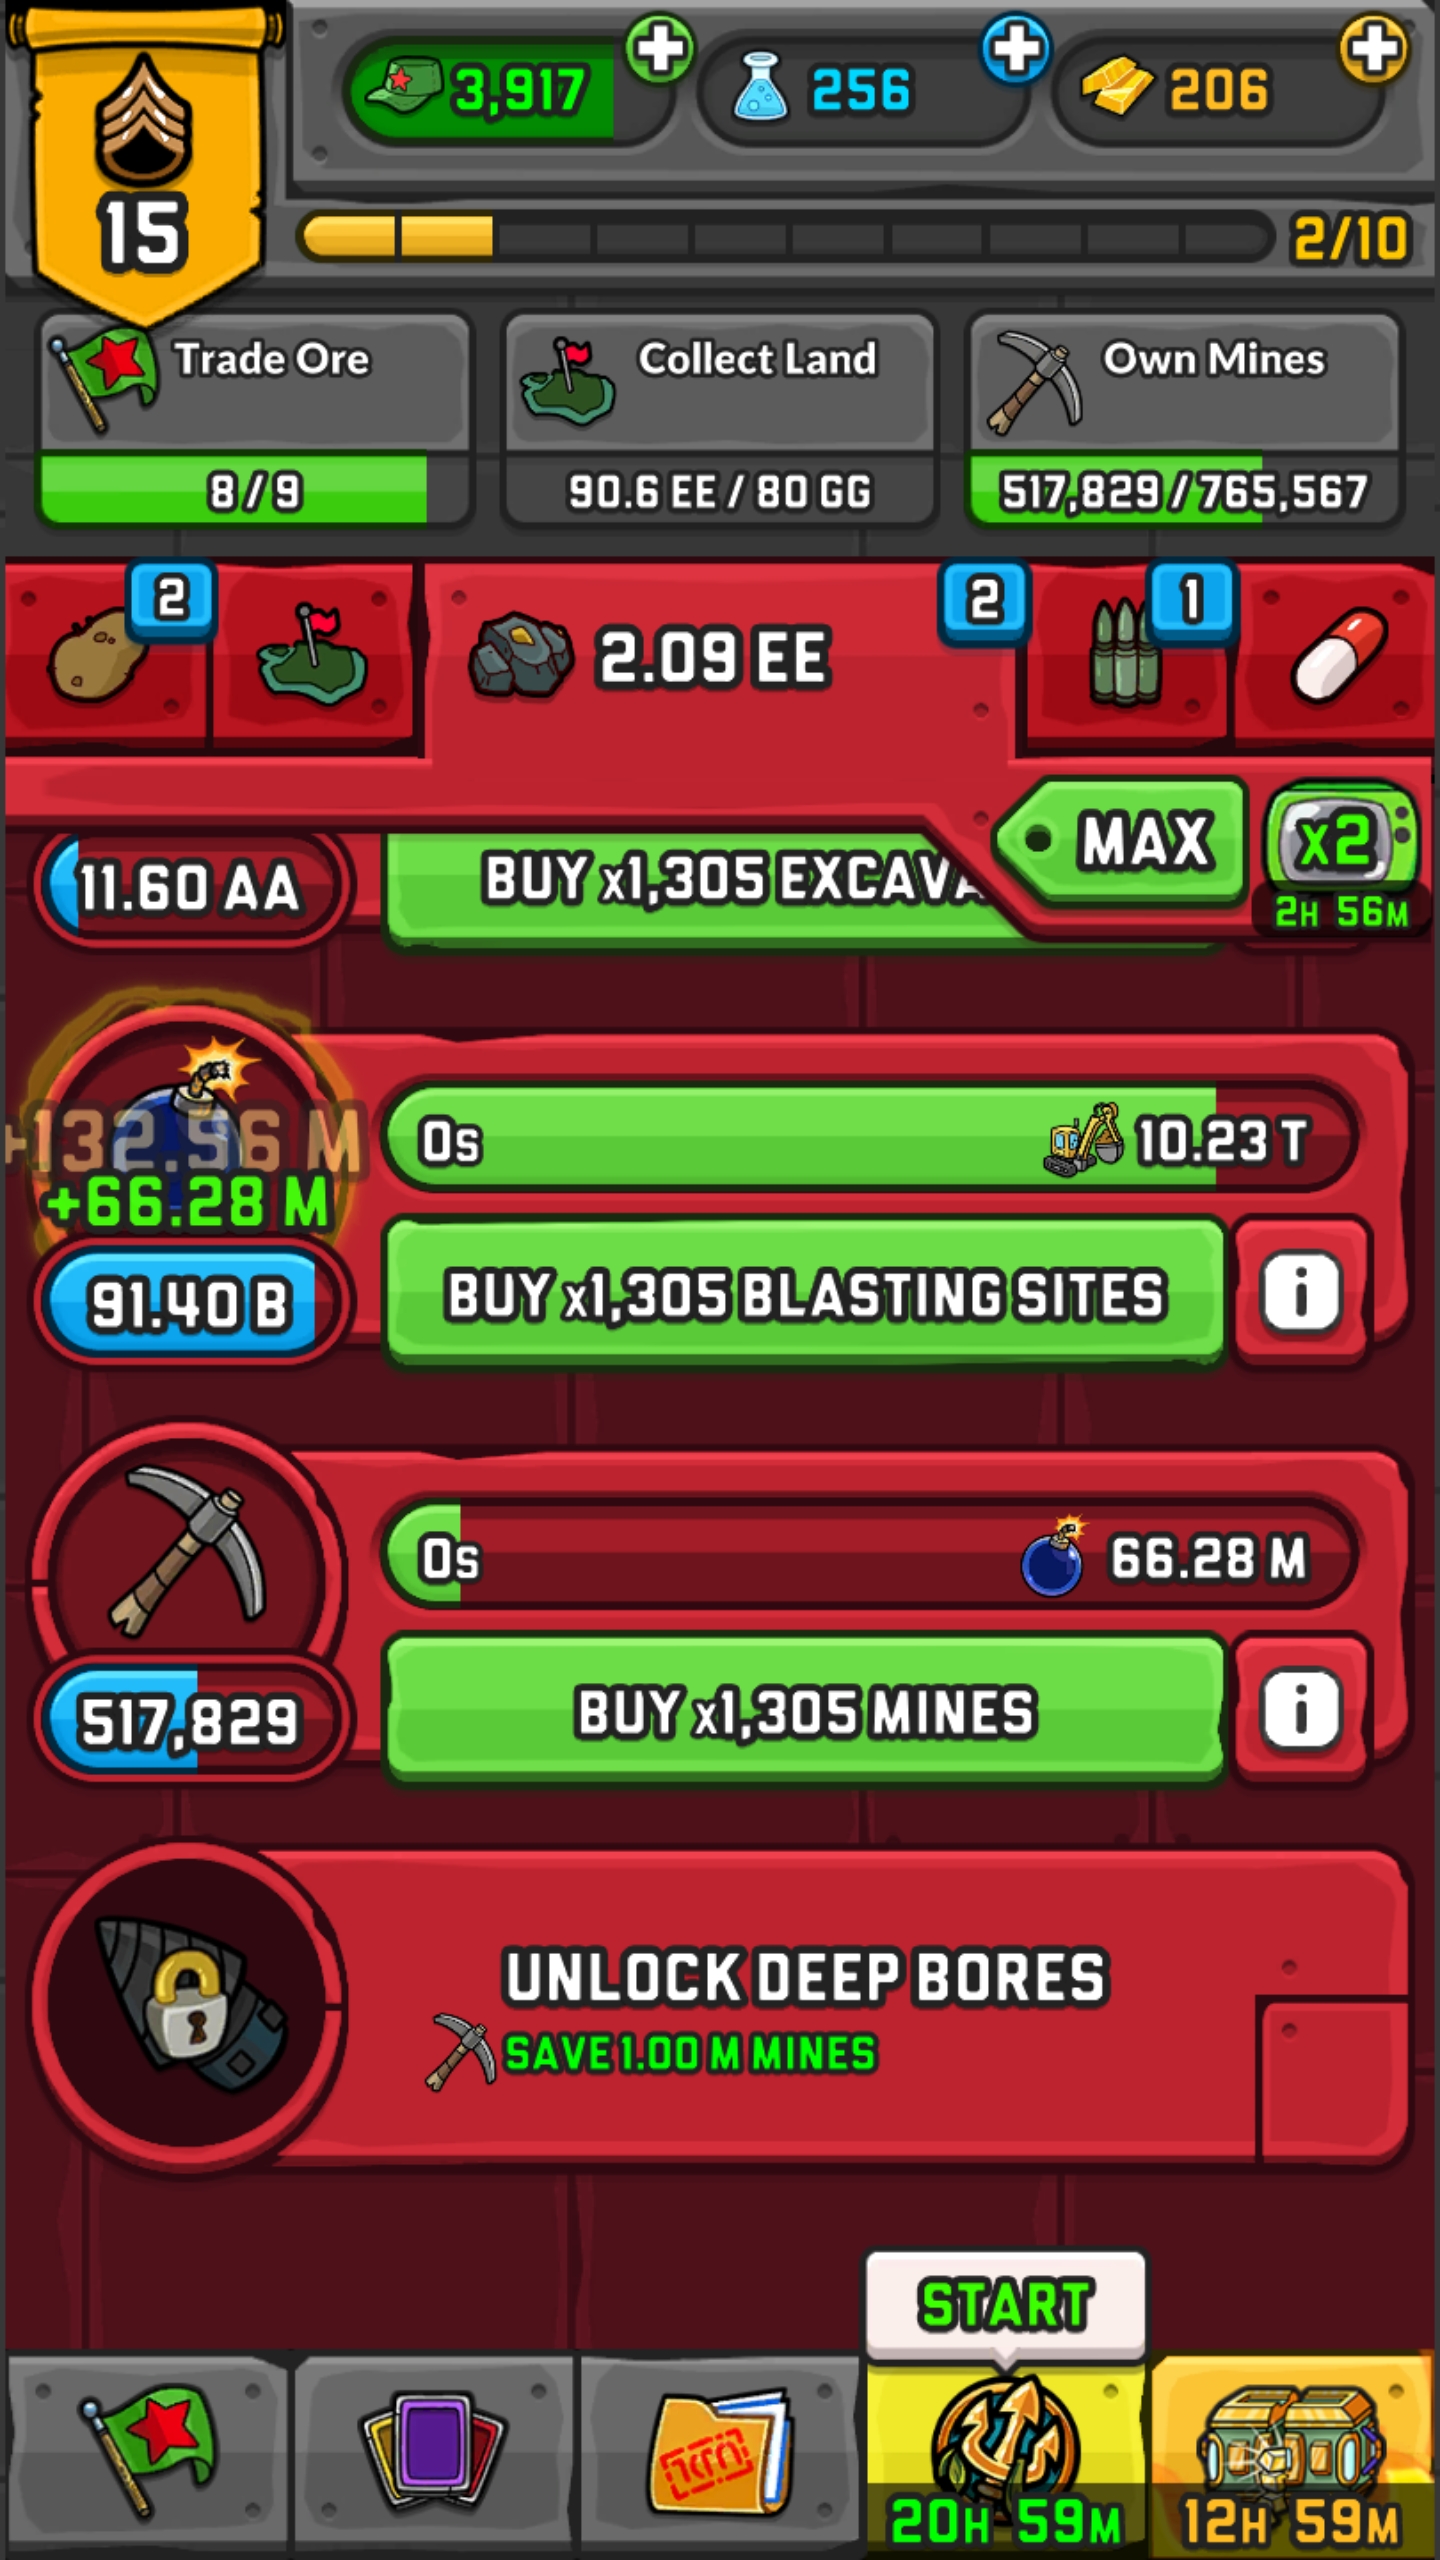 3,917
256
206
15
2/10
Trade Ore
Collect Land
Own Mines
8/9
90.6 EE/80 GG
517,829/765,567
2
2.09 EE
2
1
MAX
x2
2H 56M
11.60 AA
BUY x1,305 EXCAVA
+132.56 M
0s
10.23 T
+66.28 M
91.40 B
BUY x1,305 BLASTING SITES
i
0s
66.28 M
517,829
BUY x1,305 MINES
i
UNLOCK DEEP BORES
SAVE 1.00 M MINES
START
20H 59M
12H 59M